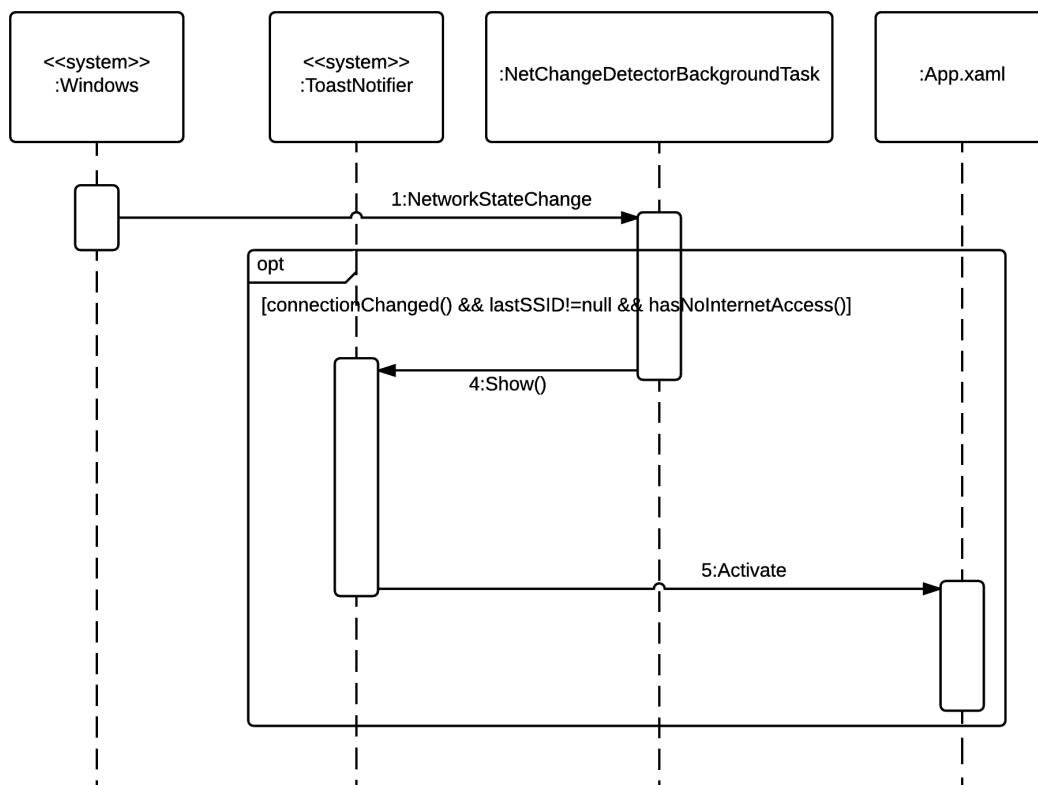 <<system>>
:Windows
<<system>>
:ToastNotifier
:NetChangeDetectorBackgroundTask
:App.xaml
1:NetworkStateChange
opt
[connectionChanged() && lastSSID!=null && hasNoInternetAccess()]
4:Show()
5:Activate